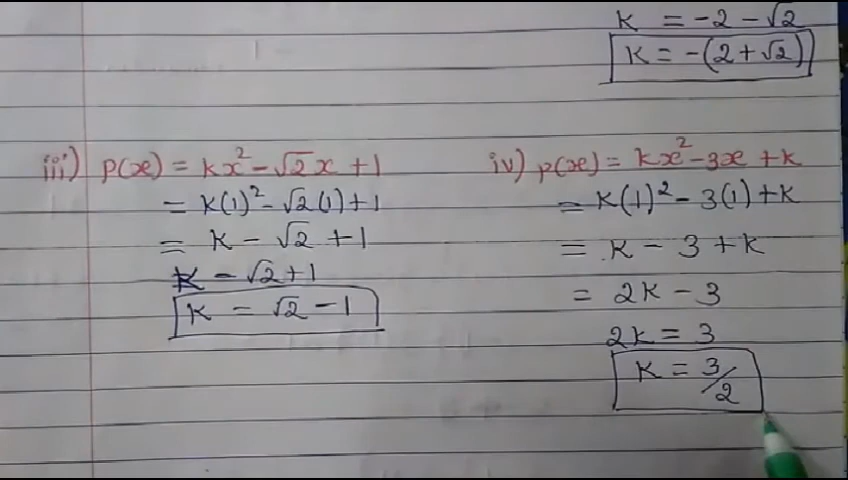 K = -2 - √2
K = -(2 + √2)
iii) p(x) = kx² - √2x + 1
= K(1)² - √2(1) + 1
= K - √2 + 1
K - √2 + 1
K = √2 - 1
iv) p(x) = kx² - 3x + k
= K(1)² - 3(1) + K
= K - 3 + K
= 2K - 3
2K = 3
K = 3/2